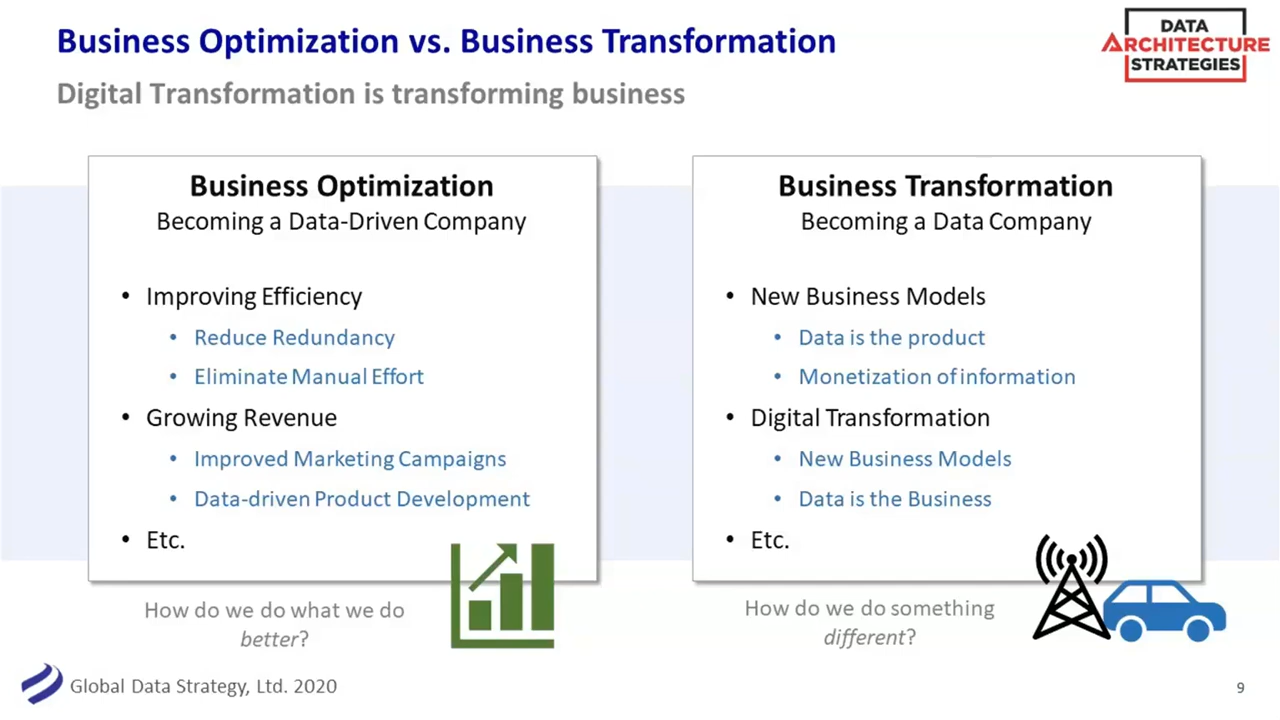 Business Optimization vs. Business Transformation
Digital Transformation is transforming business
DATA
ARCHITECTURE
STRATEGIES
Business Optimization
Becoming a Data-Driven Company
• Improving Efficiency
• Reduce Redundancy
• Eliminate Manual Effort
• Growing Revenue
• Improved Marketing Campaigns
• Data-driven Product Development
• Etc.
How do we do what we do
better?
Business Transformation
Becoming a Data Company
• New Business Models
• Data is the product
• Monetization of information
• Digital Transformation
• New Business Models
• Data is the Business
• Etc.
How do we do something
different?
Global Data Strategy, Ltd. 2020
9